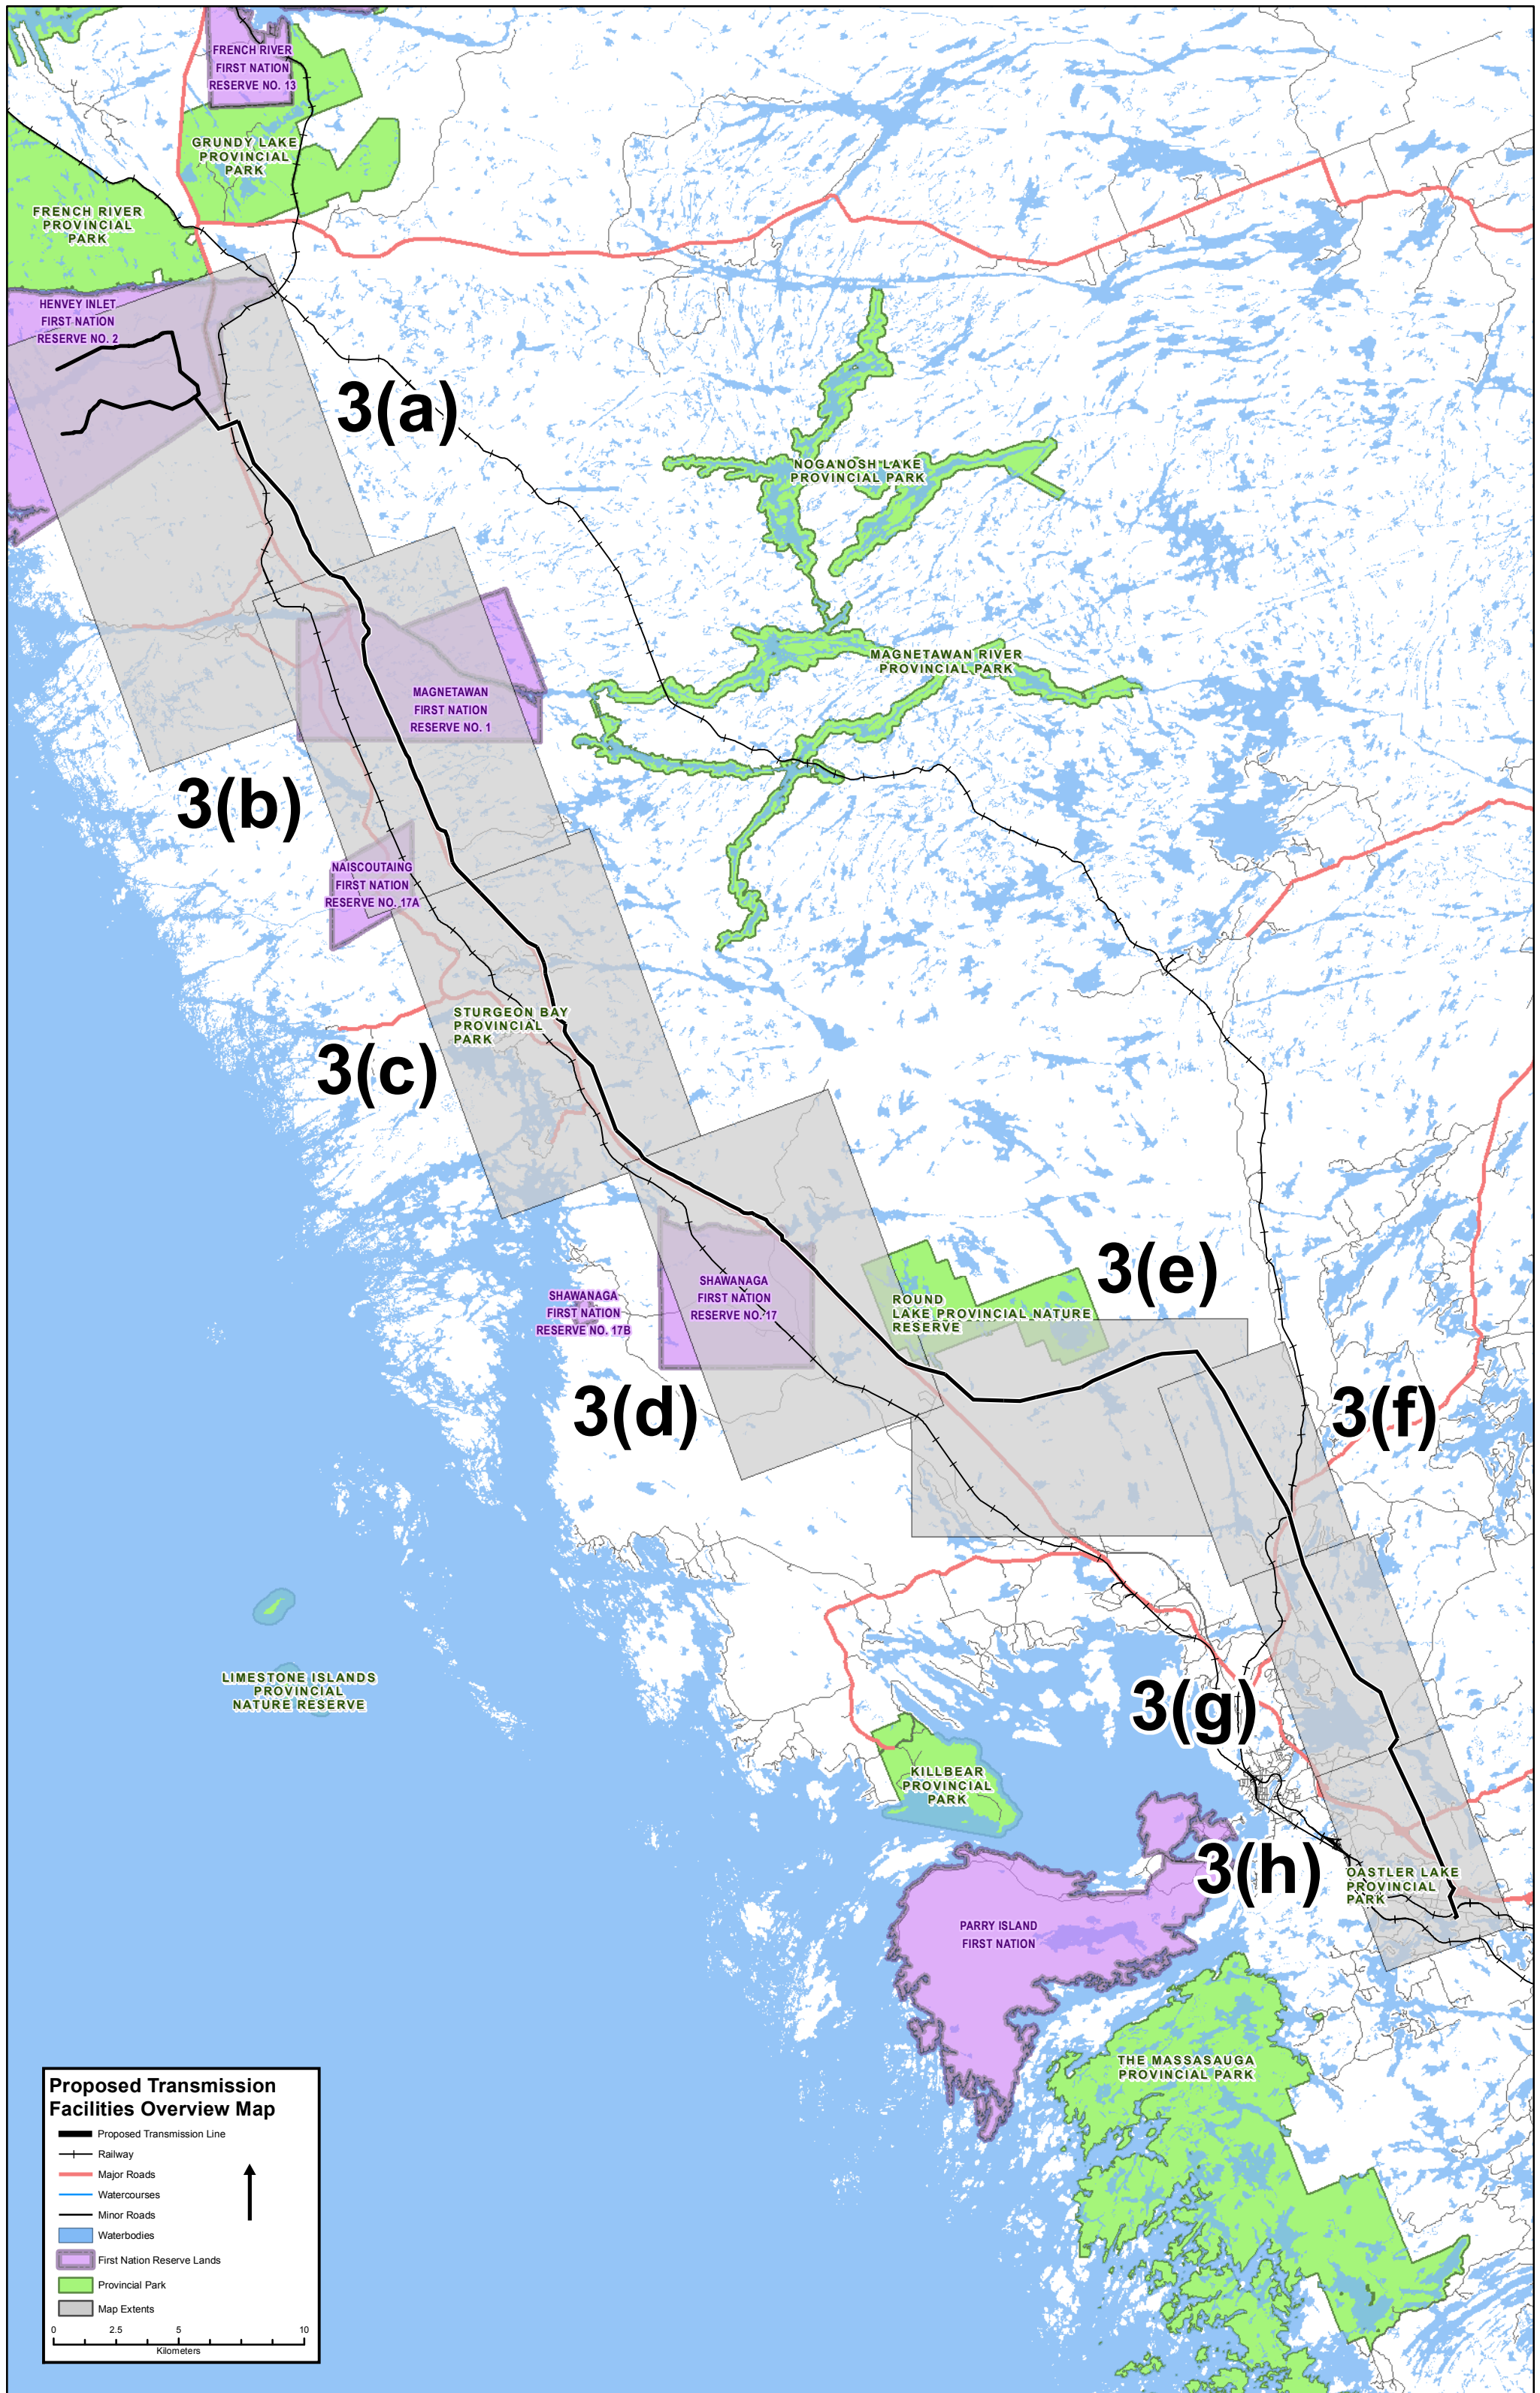 FRENCH RIVER
FIRST NATION
RESERVE NO. 13
GRUNDY LAKE
PROVINCIAL
PARK
FRENCH RIVER
PROVINCIAL
PARK
HENVEY INLET
FIRST NATION
RESERVE NO. 2
3(a)
NOGANOSH LAKE
PROVINCIAL PARK
MAGNETAWAN RIVER
PROVINCIAL PARK
MAGNETAWAN
FIRST NATION
RESERVE NO. 1
3(b)
NAISCOUTAING
FIRST NATION
RESERVE NO. 17A
STURGEON BAY
PROVINCIAL
PARK
3(c)
3(e)
SHAWANAGA
FIRST NATION
RESERVE NO. 17
SHAWANAGA
FIRST NATION
RESERVE NO. 17B
ROUND
LAKE PROVINCIAL NATURE
RESERVE
3(d)
3(f)
LIMESTONE ISLANDS
PROVINCIAL
NATURE RESERVE
3(g)
KILLBEAR
PROVINCIAL
PARK
3(h)
OASTLER LAKE
PROVINCIAL
PARK
PARRY ISLAND
FIRST NATION
THE MASSASAUGA
PROVINCIAL PARK
Proposed Transmission
Facilities Overview Map
Proposed Transmission Line
Railway
Major Roads
Watercourses
Minor Roads
Waterbodies
First Nation Reserve Lands
Provincial Park
Map Extents
0 2.5 5 10
Kilometers